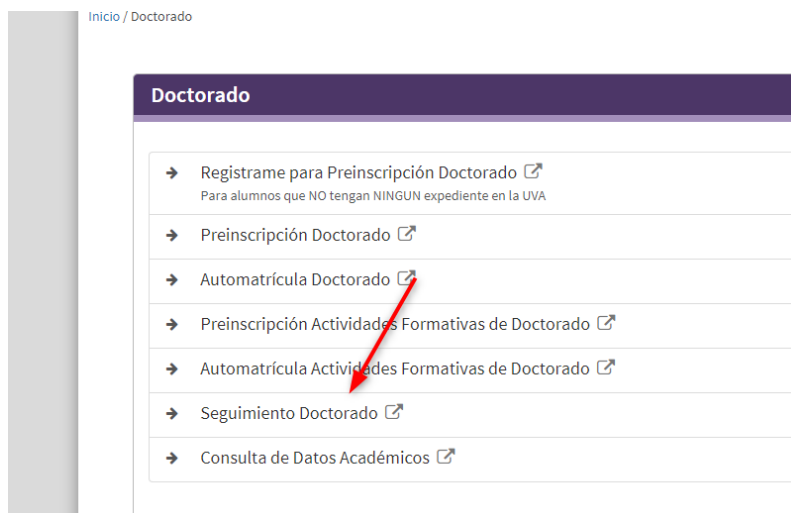 Inicio / Doctorado
Doctorado
Registrame para Preinscripción Doctorado
Para alumnos que NO tengan NINGUN expediente en la UVA
Preinscripción Doctorado
Automatrícula Doctorado
Preinscripción Actividades Formativas de Doctorado
Automatrícula Actividades Formativas de Doctorado
Seguimiento Doctorado
Consulta de Datos Académicos